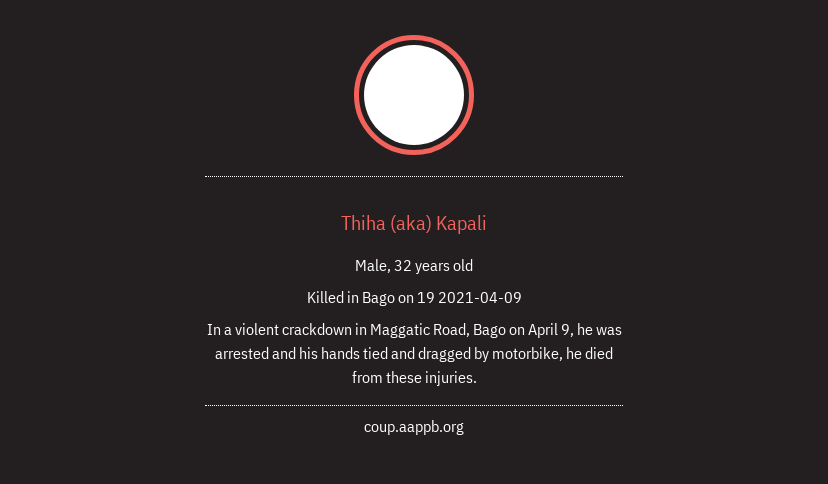 Thiha (aka) Kapali
Male, 32 years old
Killed in Bago on 19 2021-04-09
In a violent crackdown in Maggatic Road, Bago on April 9, he was
arrested and his hands tied and dragged by motorbike, he died
from these injuries.
coup.aappb.org